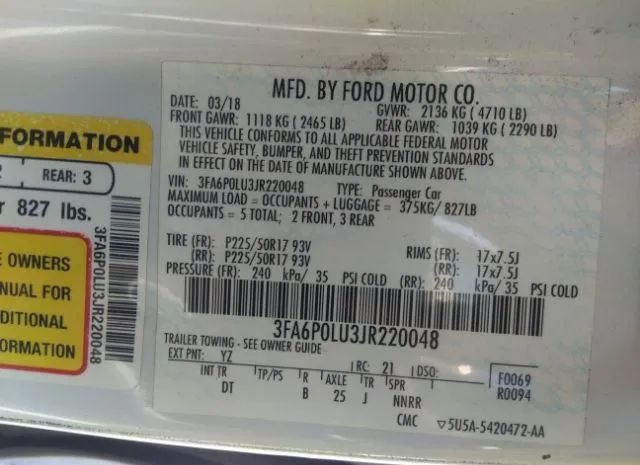 FORMATION
2 REAR: 3
r 827 lbs.
E OWNERS
NUAL FOR
DITIONAL
ORMATION
3FA6P0LU3JR220048
MFD. BY FORD MOTOR CO.
DATE: 03/18 GVWR: 2136 KG ( 4710 LB)
FRONT GAWR: 1118 KG ( 2465 LB) REAR GAWR: 1039 KG ( 2290 LB)
THIS VEHICLE CONFORMS TO ALL APPLICABLE FEDERAL MOTOR
VEHICLE SAFETY, BUMPER, AND THEFT PREVENTION STANDARDS
IN EFFECT ON THE DATE OF MANUFACTURE SHOWN ABOVE.
VIN: 3FA6P0LU3JR220048 TYPE: Passenger Car
MAXIMUM LOAD = OCCUPANTS + LUGGAGE = 375KG/ 827LB
OCCUPANTS = 5 TOTAL; 2 FRONT, 3 REAR
TIRE (FR): P225/50R17 93V RIMS (FR): 17x7.5J
(RR): P225/50R17 93V (RR): 17x7.5J
PRESSURE (FR): 240 kPa/ 35 PSI COLD (RR): 240 kPa/ 35 PSI COLD
3FA6P0LU3JR220048
TRAILER TOWING - SEE OWNER GUIDE
EXT PNT: YZ RC: 21 DSO: F0069
INT TR TP/PS R AXLE TR SPR R0094
DT B 25 J NNRR
CMC ▽5U5A-5420472-AA